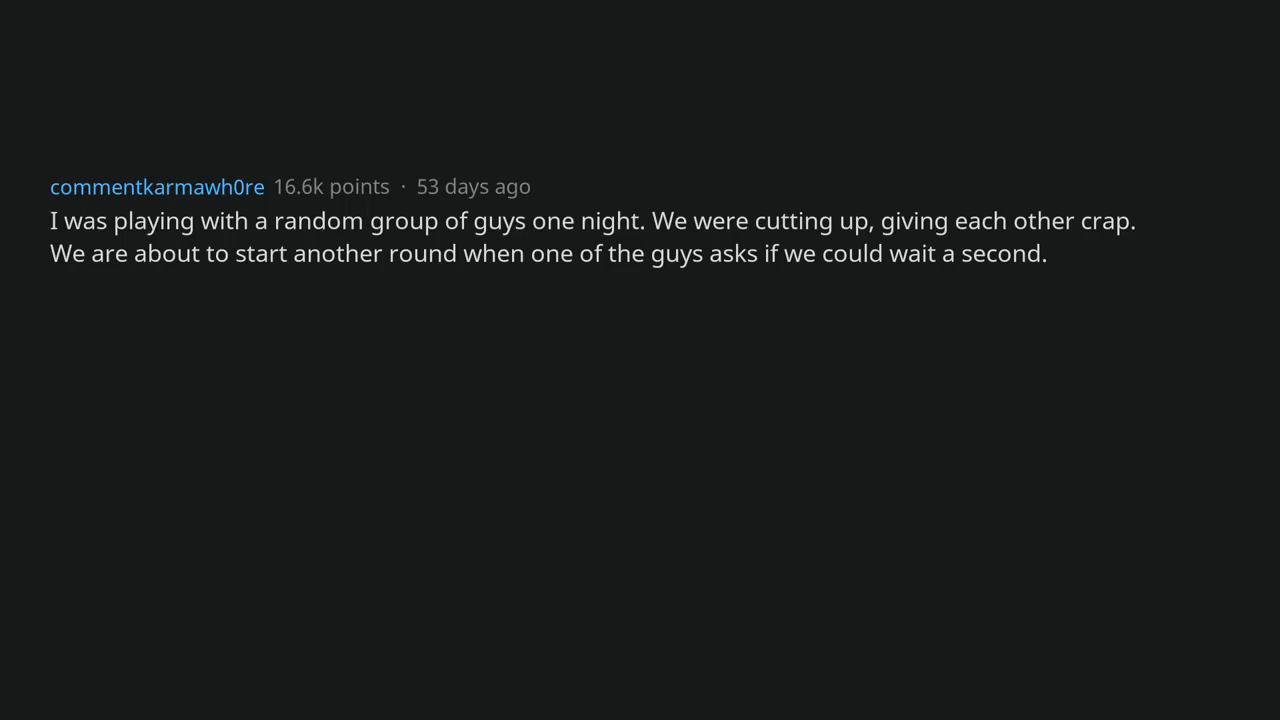 commentkarmawh0re 16.6k points · 53 days ago
I was playing with a random group of guys one night. We were cutting up, giving each other crap.
We are about to start another round when one of the guys asks if we could wait a second.